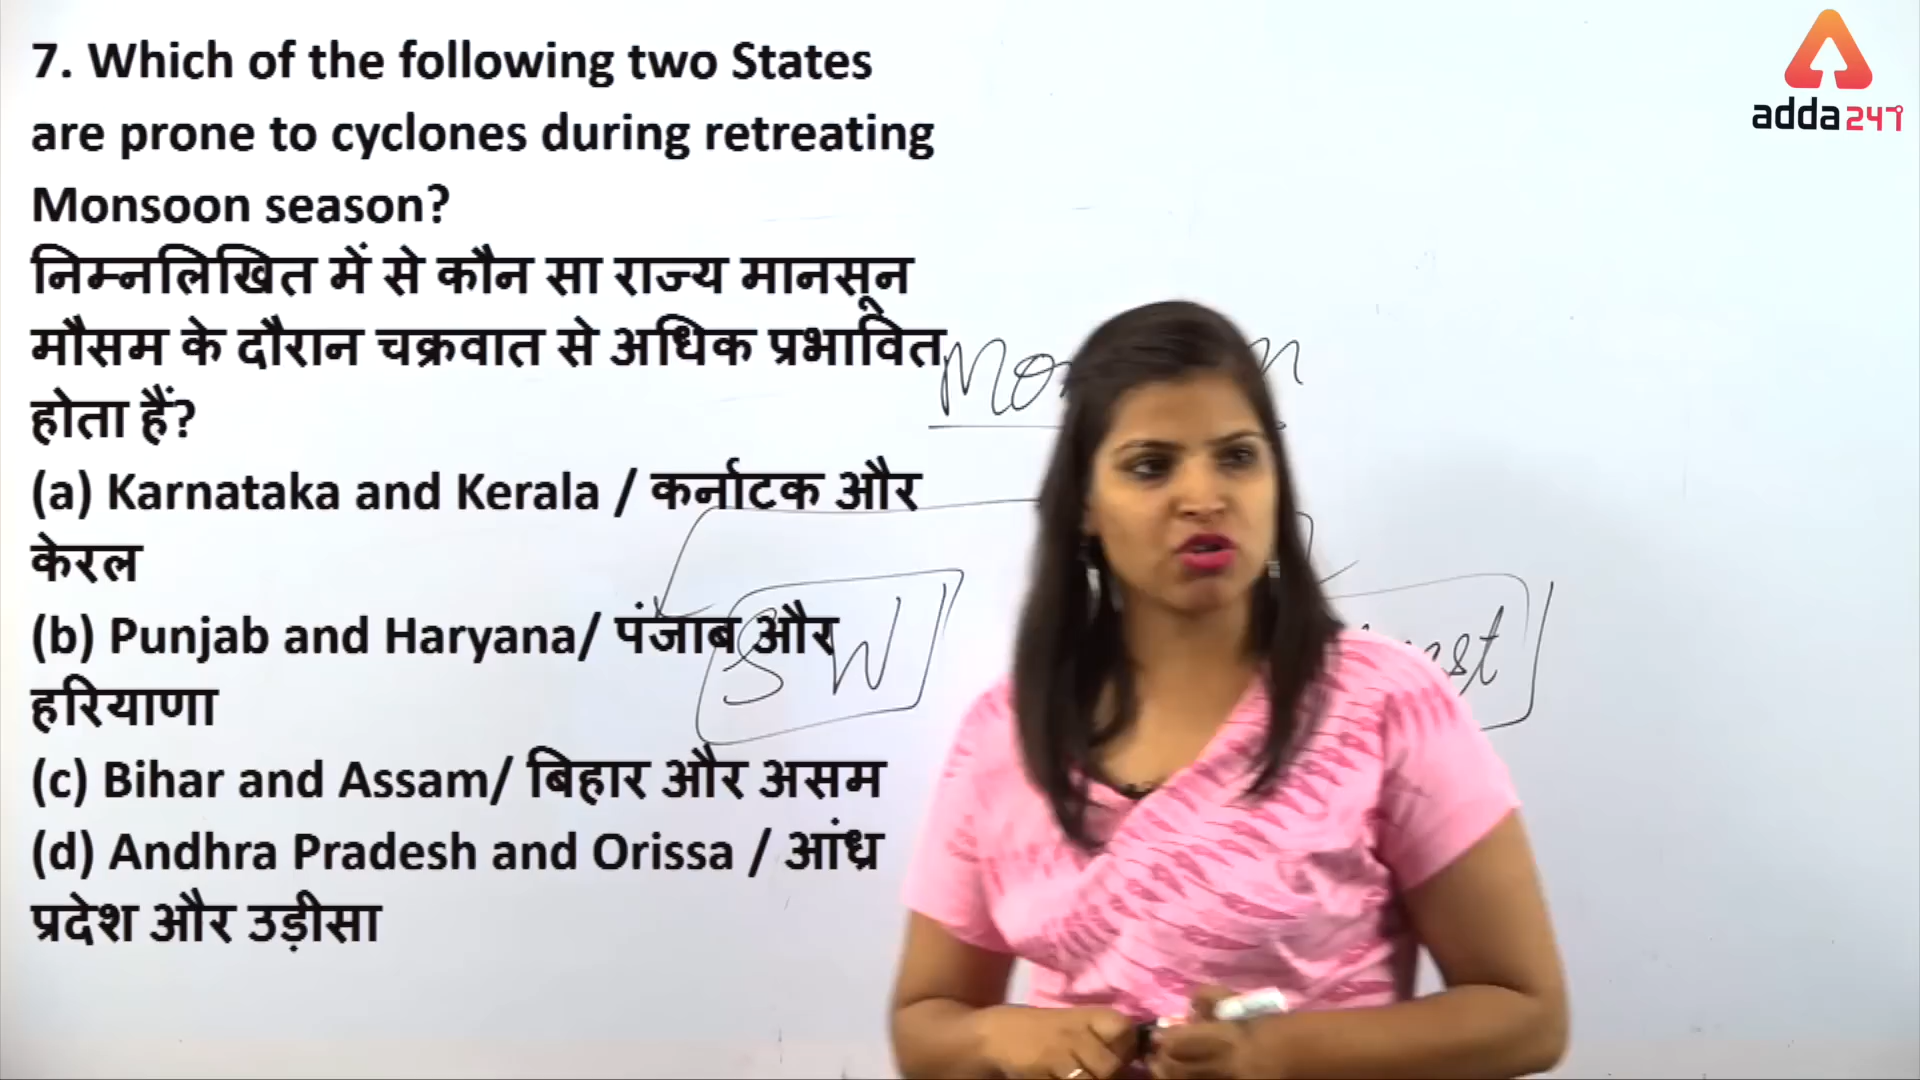 7. Which of the following two States
are prone to cyclones during retreating
Monsoon season?
निम्नलिखित में से कौन सा राज्य मानसून
मौसम के दौरान चक्रवात से अधिक प्रभावित
होता हैं?
(a) Karnataka and Kerala / कर्नाटक और
केरल
(b) Punjab and Haryana/ पंजाब और
हरियाणा
(c) Bihar and Assam/ बिहार और असम
(d) Andhra Pradesh and Orissa / आंध्र
प्रदेश और उड़ीसा
SW
adda247